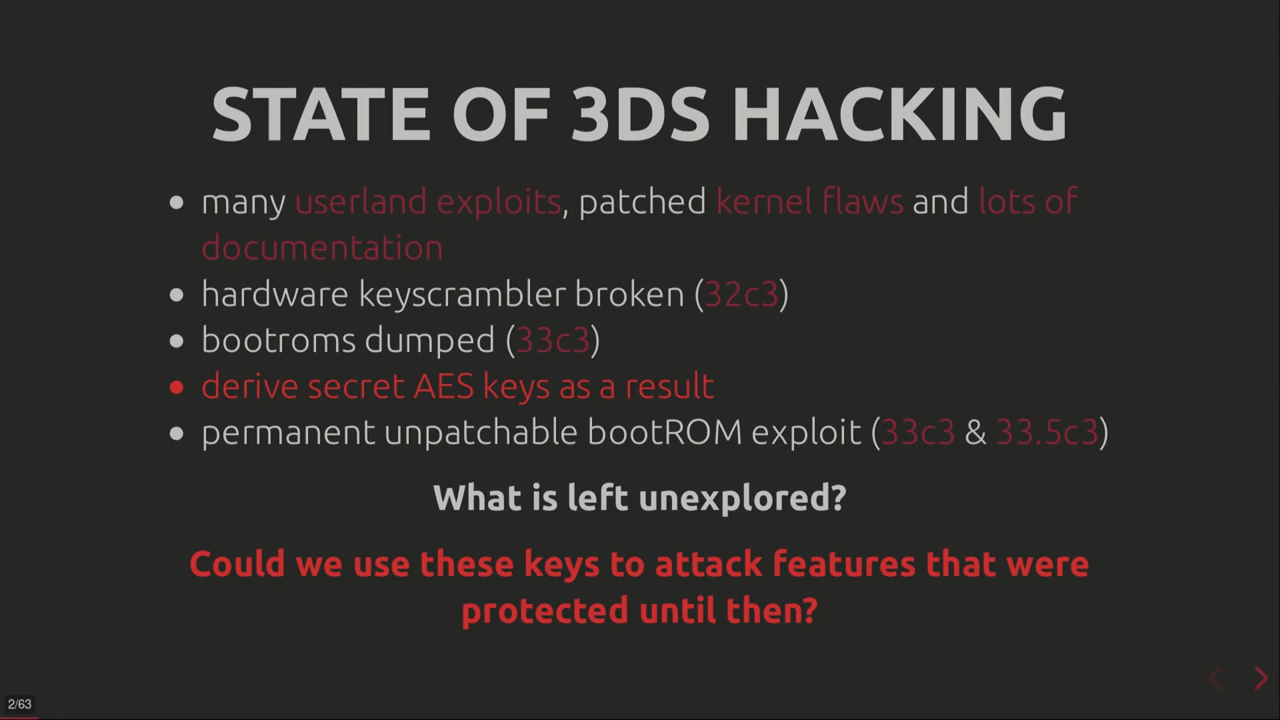 STATE OF 3DS HACKING
• many userland exploits, patched kernel flaws and lots of
documentation
• hardware keyscrambler broken (32c3)
• bootroms dumped (33c3)
• derive secret AES keys as a result
• permanent unpatchable bootROM exploit (33c3 & 33.5c3)
What is left unexplored?
Could we use these keys to attack features that were
protected until then?
2/63